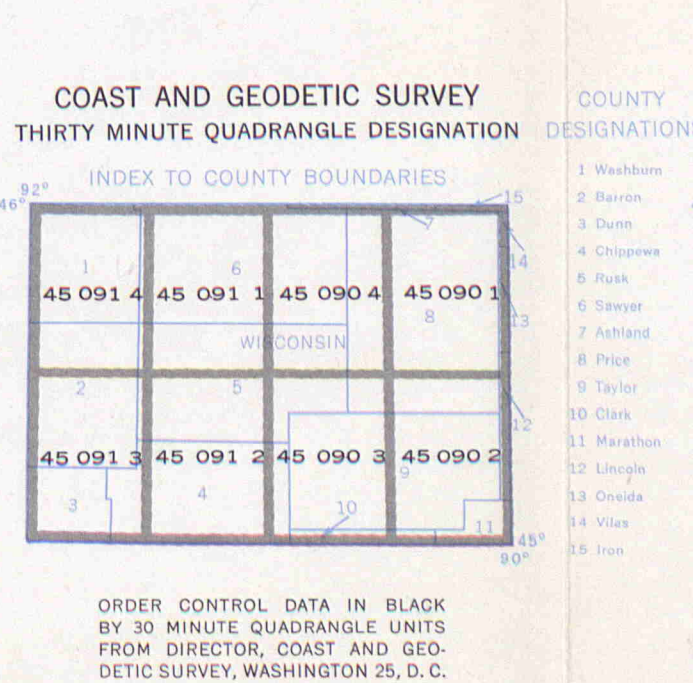 COAST AND GEODETIC SURVEY
THIRTY MINUTE QUADRANGLE DESIGNATION
INDEX TO COUNTY BOUNDARIES
92°
46°
15
7
14
1
6
45 091 4
45 091 1
45 090 4
45 090 1
8
13
WISCONSIN
2
5
12
45 091 3
45 091 2
45 090 3
45 090 2
9
3
4
10
11
45°
90°
ORDER CONTROL DATA IN BLACK
BY 30 MINUTE QUADRANGLE UNITS
FROM DIRECTOR, COAST AND GEO-
DETIC SURVEY, WASHINGTON 25, D. C.
COUNTY
DESIGNATIONS
1 Washburn
2 Barron
3 Dunn
4 Chippewa
5 Rusk
6 Sawyer
7 Ashland
8 Price
9 Taylor
10 Clark
11 Marathon
12 Lincoln
13 Oneida
14 Vilas
15 Iron